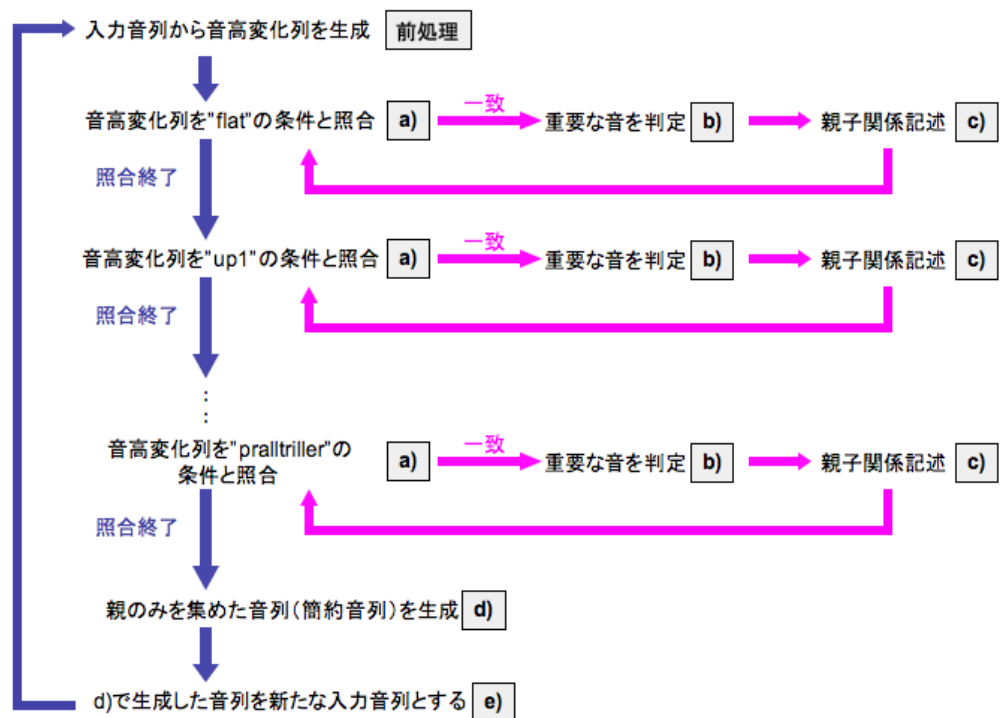 入力音列から音高変化列を生成 前処理
音高変化列を"flat"の条件と照合 a) 一致 重要な音を判定 b) 親子関係記述 c)
照合終了
音高変化列を"up1"の条件と照合 a) 一致 重要な音を判定 b) 親子関係記述 c)
照合終了
:
:
音高変化列を"pralltriller"の
条件と照合 a) 一致 重要な音を判定 b) 親子関係記述 c)
照合終了
親のみを集めた音列(簡約音列)を生成 d)
d)で生成した音列を新たな入力音列とする e)